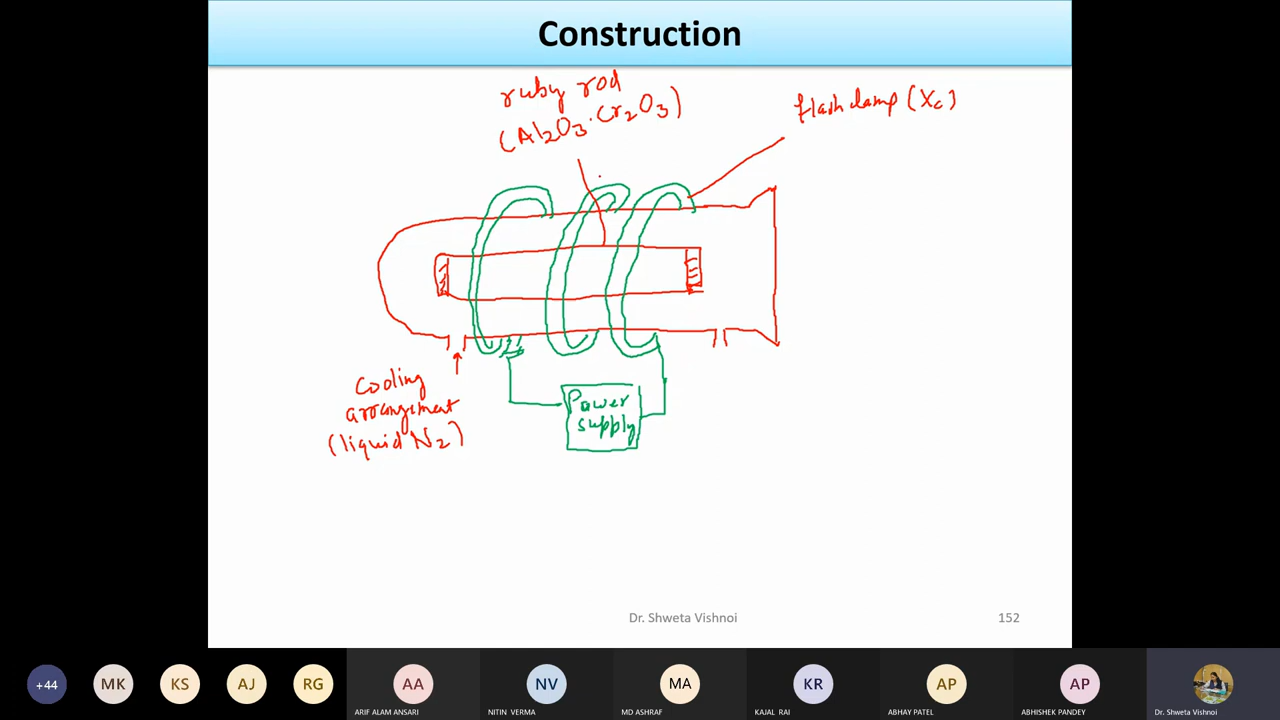 Construction
ruby rod
(Al2O3.Cr2O3)
flash lamp (Xe)
cooling
arrangement
(liquid N2)
Power
supply
Dr. Shweta Vishnoi
152
+44
MK
KS
AJ
RG
AA
NV
MA
KR
AP
AP
ARIF ALAM ANSARI
NITIN VERMA
MD ASHRAF
KAJAL RAI
ABHAY PATEL
ABHISHEK PANDEY
Dr. Shweta Vishnoi